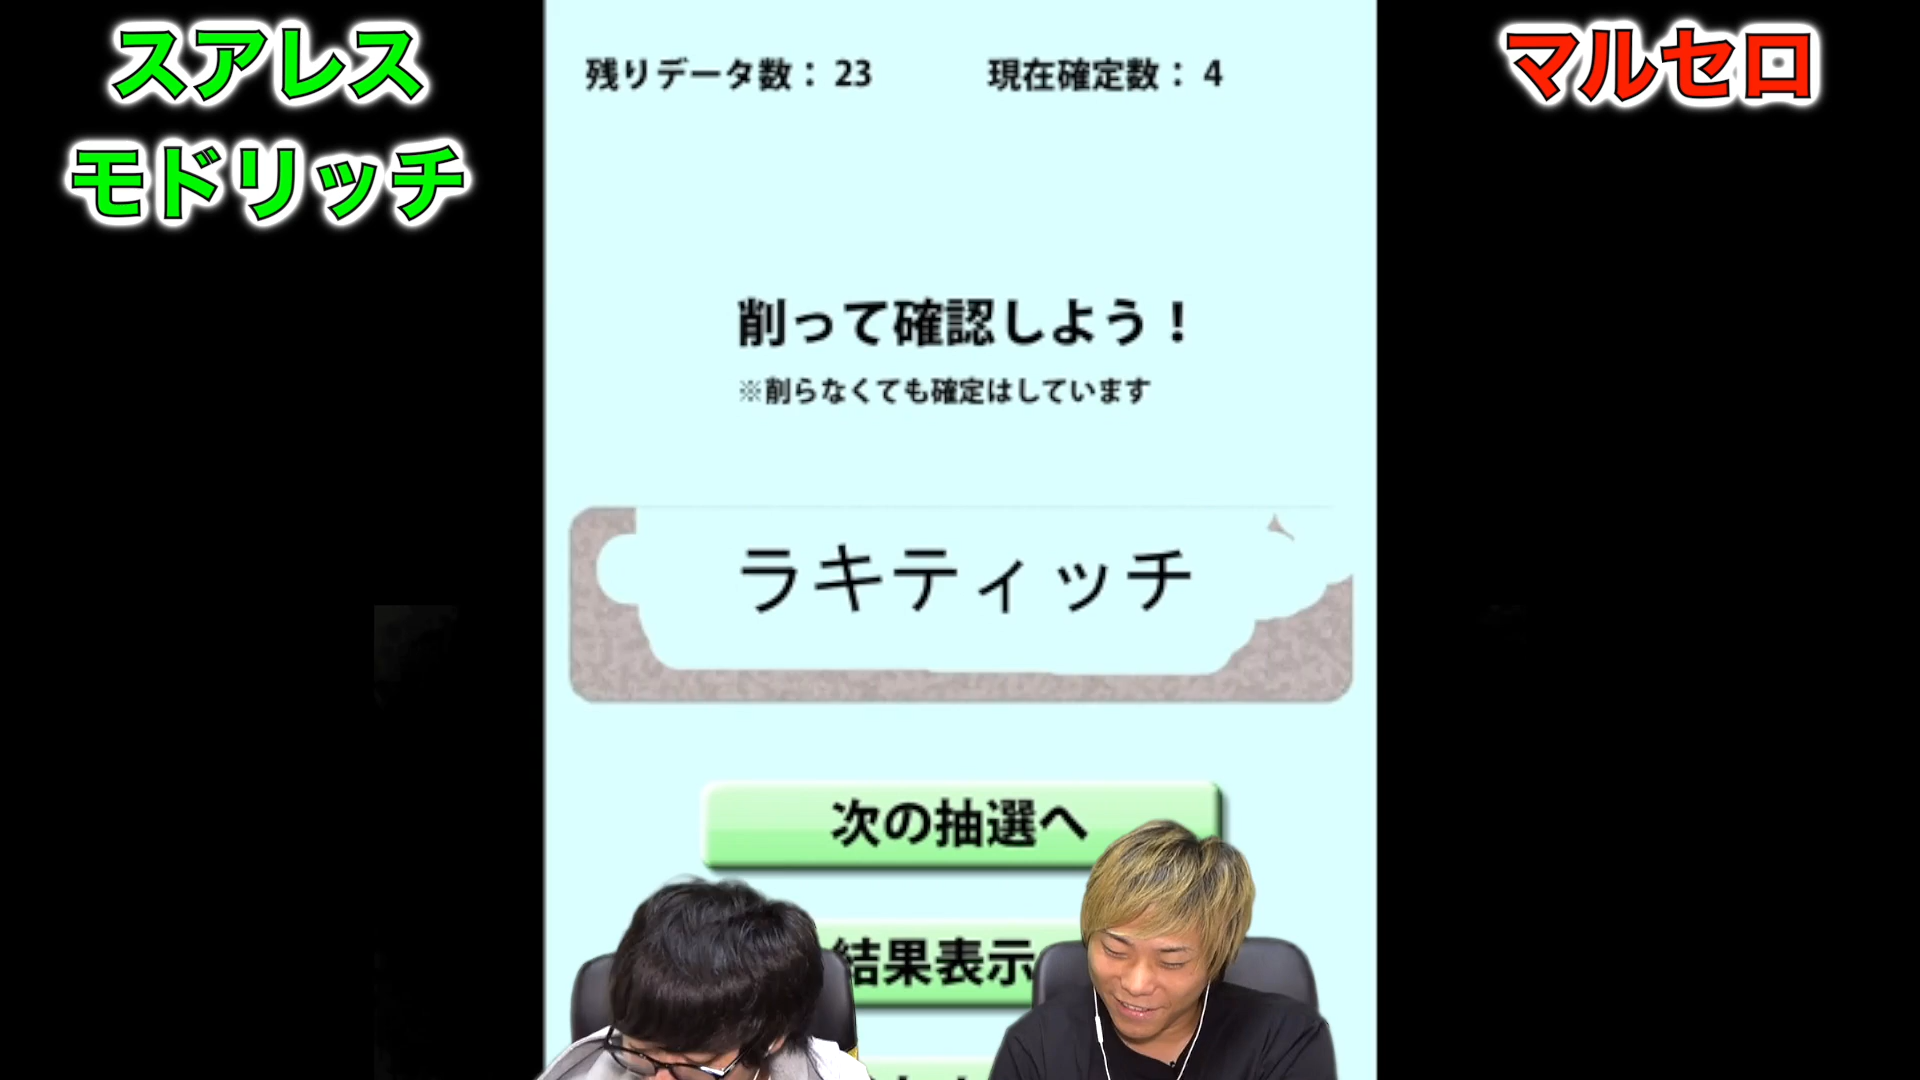 スアレス
モドリッチ
マルセロ
残りデータ数： 23
現在確定数： 4
削って確認しよう！
※削らなくても確定はしています
ラキティッチ
次の抽選へ
結果表示